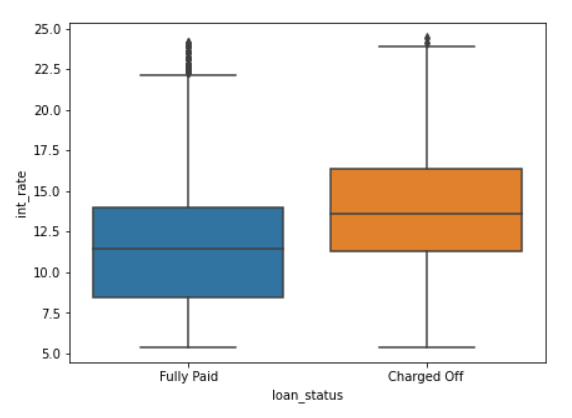 25.0
22.5
20.0
17.5
15.0
12.5
10.0
7.5
5.0
int_rate
Fully Paid
Charged Off
loan_status